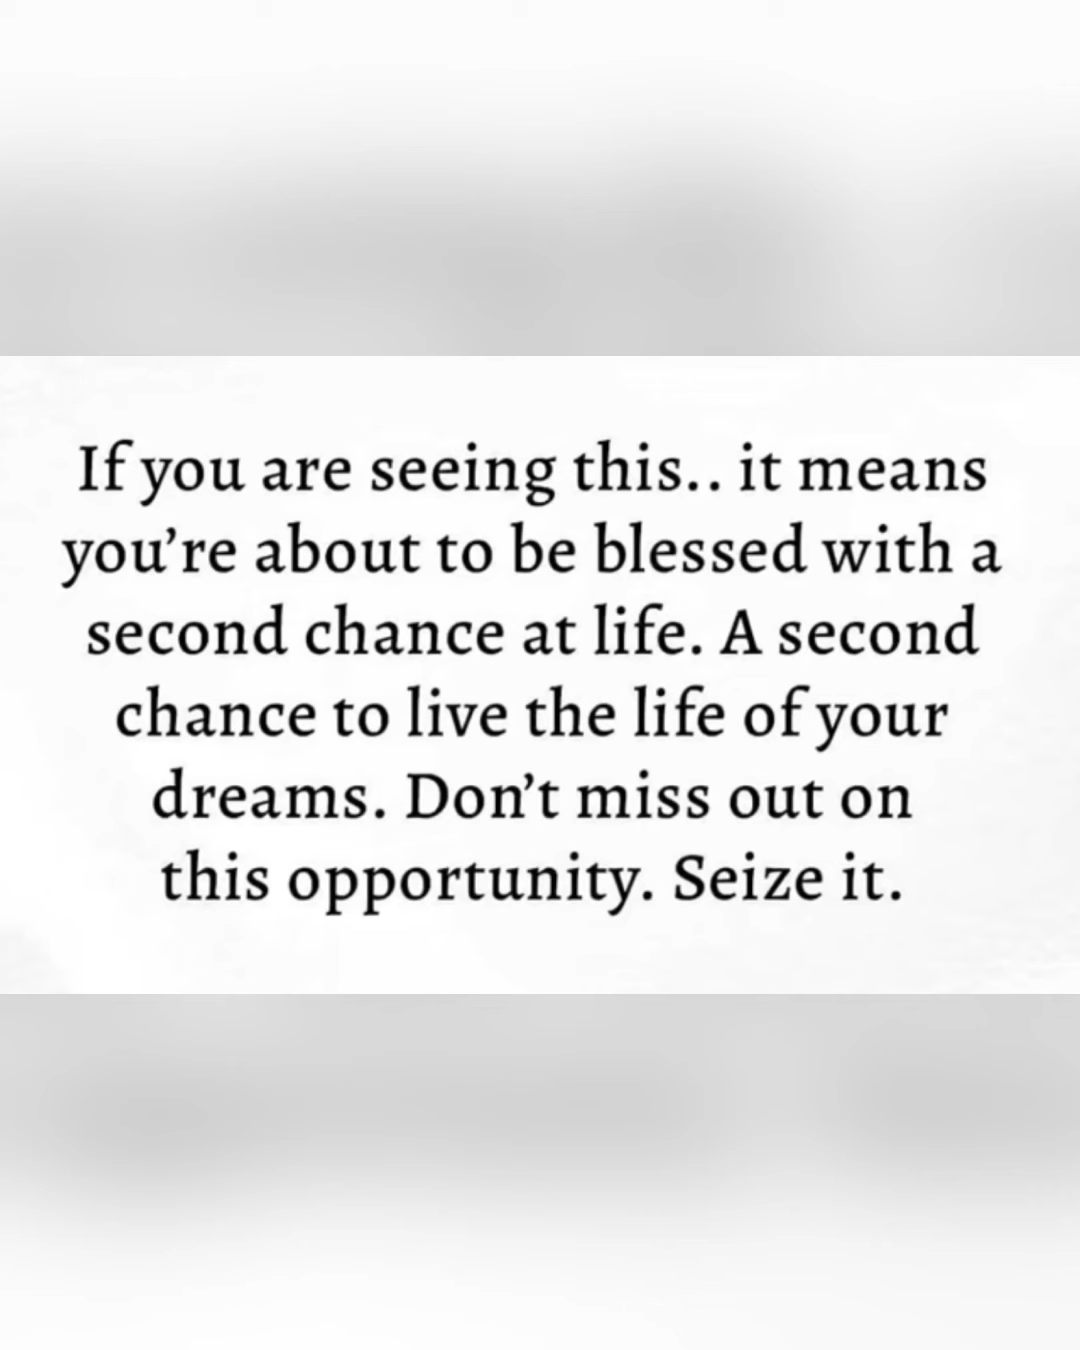 If you are seeing this.. it means
you’re about to be blessed with a
second chance at life. A second
chance to live the life of your
dreams. Don’t miss out on
this opportunity. Seize it.